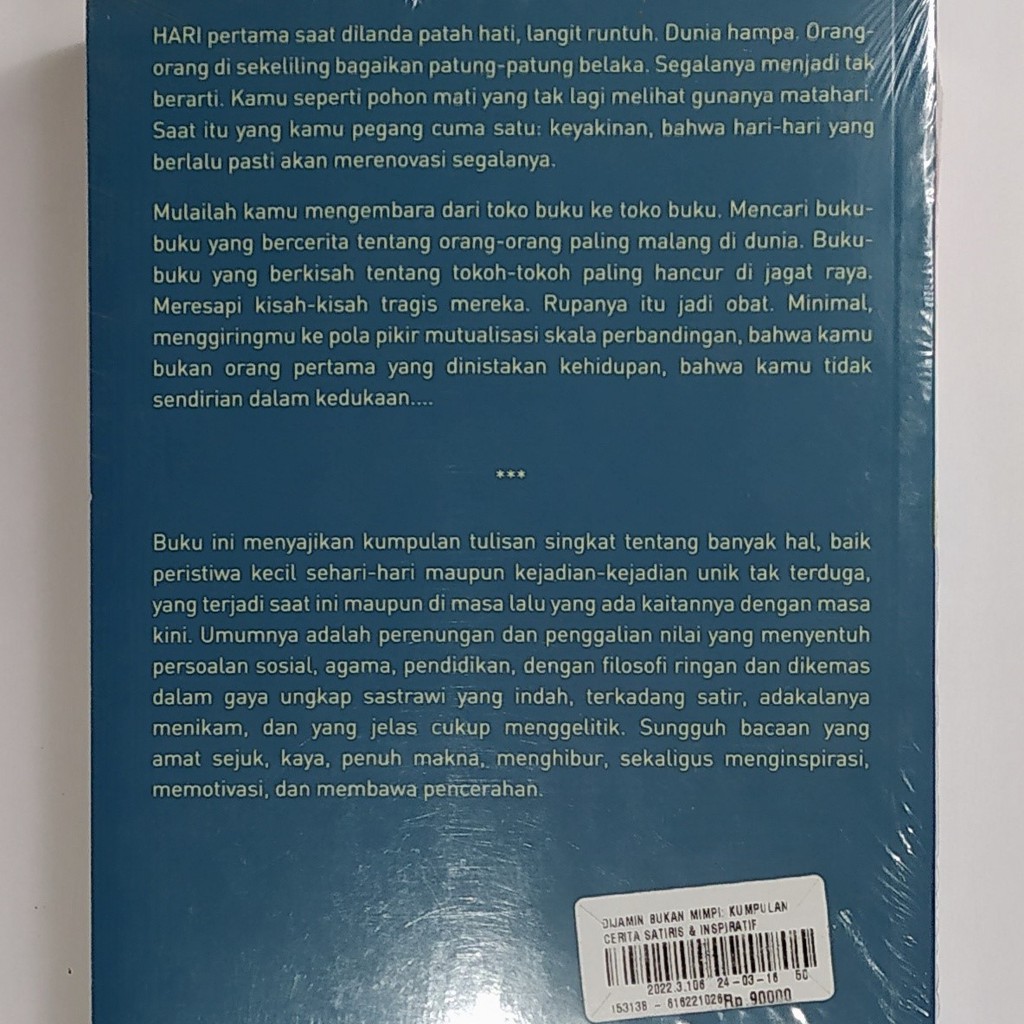 HARI pertama saat dilanda patah hati, langit runtuh. Dunia hampa. Orang-
orang di sekeliling bagaikan patung-patung belaka. Segalanya menjadi tak
berarti. Kamu seperti pohon mati yang tak lagi melihat gunanya matahari.
Saat itu yang kamu pegang cuma satu: keyakinan, bahwa hari-hari yang
berlalu pasti akan merenovasi segalanya.
Mulailah kamu mengembara dari toko buku ke toko buku. Mencari buku-
buku yang bercerita tentang orang-orang paling malang di dunia. Buku-
buku yang berkisah tentang tokoh-tokoh paling hancur di jagat raya.
Meresapi kisah-kisah tragis mereka. Rupanya itu jadi obat. Minimal,
menggiringmu ke pola pikir mutualisasi skala perbandingan, bahwa kamu
bukan orang pertama yang dinistakan kehidupan, bahwa kamu tidak
sendirian dalam kedukaan....
***
Buku ini menyajikan kumpulan tulisan singkat tentang banyak hal, baik
peristiwa kecil sehari-hari maupun kejadian-kejadian unik tak terduga,
yang terjadi saat ini maupun di masa lalu yang ada kaitannya dengan masa
kini. Umumnya adalah perenungan dan penggalian nilai yang menyentuh
persoalan sosial, agama, pendidikan, dengan filosofi ringan dan dikemas
dalam gaya ungkap sastrawi yang indah, terkadang satir, adakalanya
menikam, dan yang jelas cukup menggelitik. Sungguh bacaan yang
amat sejuk, kaya, penuh makna, menghibur, sekaligus menginspirasi,
memotivasi, dan membawa pencerahan.
DIJAMIN BUKAN MIMPI: KUMPULAN
CERITA SATIRIS & INSPIRATIF
2022.3.106 24-03-16 50
153138 - 616221026 Rp.90000